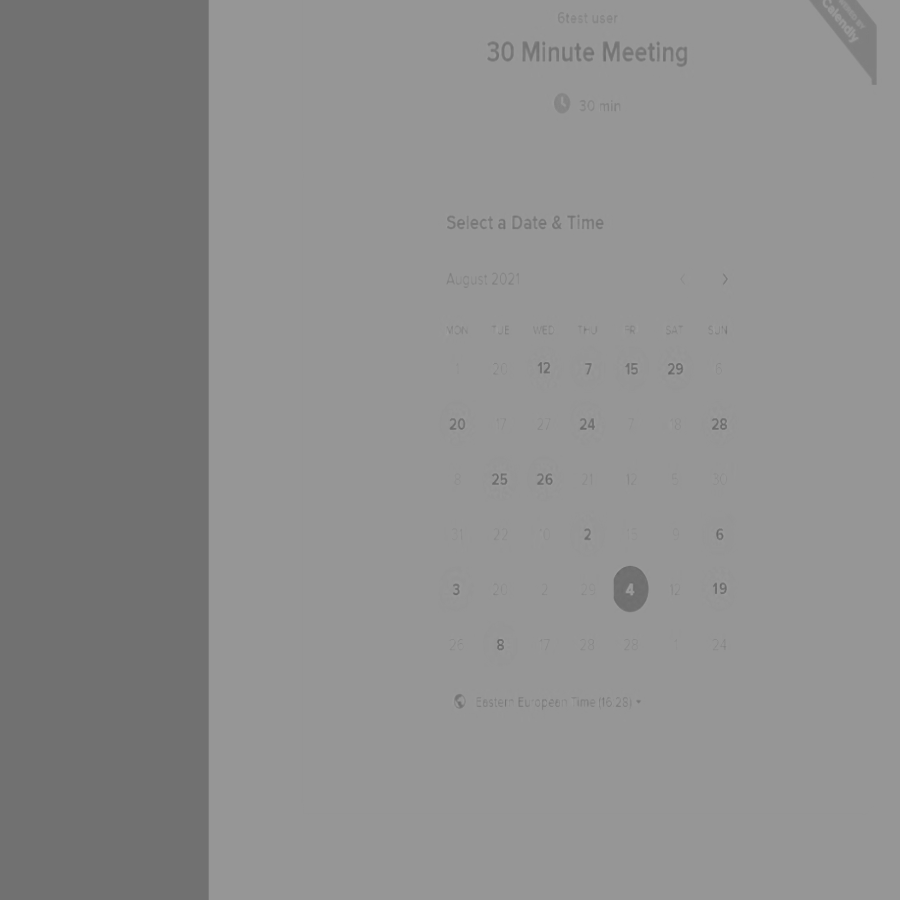 6test user
Calendly
30 Minute Meeting
30 min
Select a Date & Time
August 2021
MON TUE WED THU FRI SAT SUN
1 20 12 7 15 29 6
20 17 27 24 7 18 28
8 25 26 21 12 5 30
31 22 10 2 13 9 6
3 20 2 4 12 19
8 17 28 28 1 24
Eastern European Time (16:28)